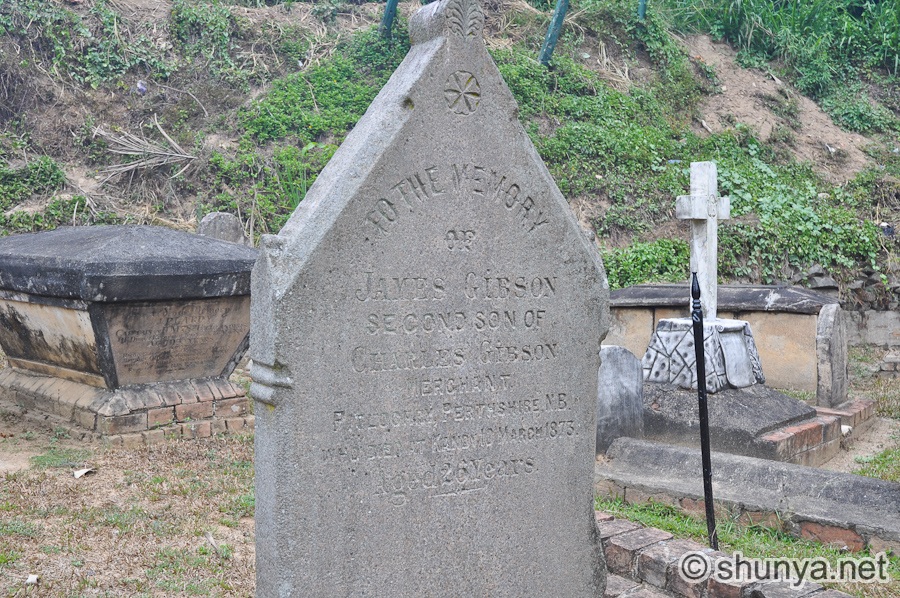 TO THE MEMORY
OF
JAMES GIBSON
SECOND SON OF
CHARLES GIBSON
MERCHANT
PITLOCHRY, PERTHSHIRE, N.B.
WHO DIED AT KANDY, MARCH 1873
Aged 26 Years
© shunya.net